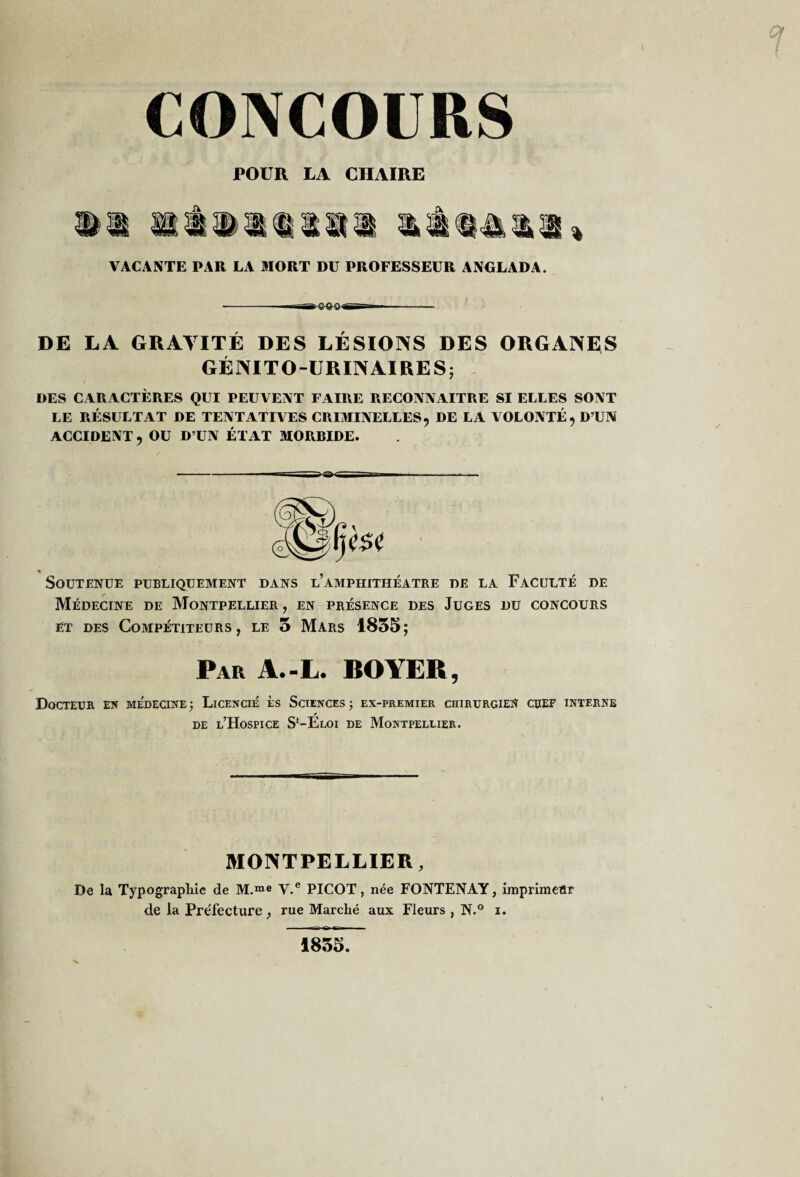 9
CONCOURS
POUR LA CHAIRE
DE MÉDECINE LÉGALE,
VACANTE PAR LA MORT DU PROFESSEUR ANGLADA.
DE LA GRAVITÉ DES LÉSIONS DES ORGANES
GÉNITO-URINAIRES;
DES CARACTÈRES QUI PEUVENT FAIRE RECONNAITRE SI ELLES SONT
LE RÉSULTAT DE TENTATIVES CRIMINELLES, DE LA VOLONTÉ, D'UN
ACCIDENT, OU D'UN ÉTAT MORBIDE.
Thèse
SOUTENUE PUBLIQUEMENT DANS L'AMPHITHÉATRE DE LA FACULTÉ DE
MÉDECINE DE MONTPELLIER, EN PRÉSENCE DES JUGES DU CONCOURS
ET DES COMPÉTITEURS, LE 3 MARS 1835;
PAR A.-L. BOYER,
DOCTEUR EN MÉDECINE; LICENCIÉ ÈS SCIENCES; EX-PREMIER CHIRURGIEN CHEF INTERNE
DE L'HOSPICE St-ÉLOI DE MONTPELLIER.
MONTPELLIER,
De la Typographie de M.me V.e PICOT, née FONTENAY, imprimeur
de la Préfecture, rue Marché aux Fleurs, N.o 1.
1835.